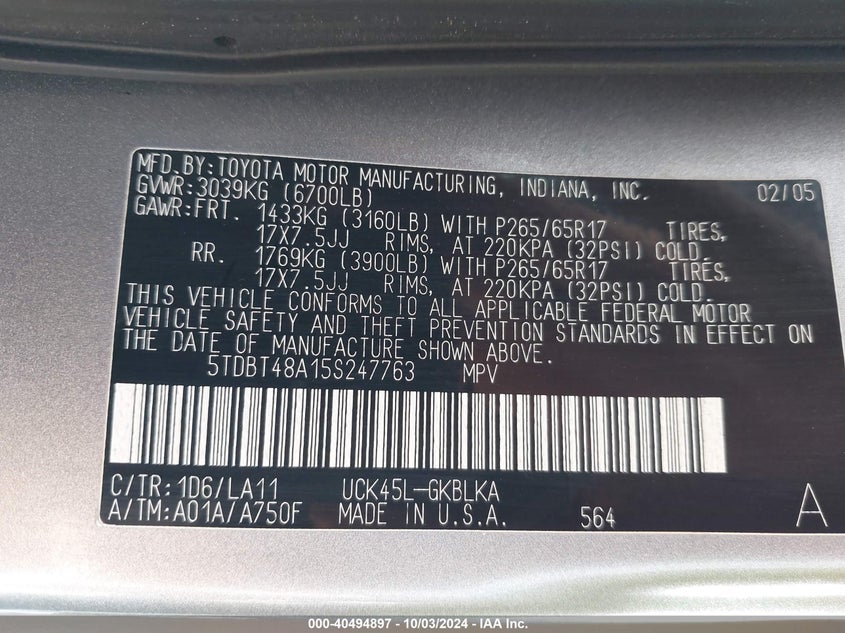 MFD.BY:TOYOTA MOTOR MANUFACTURING, INDIANA, INC. 02/05
GVWR:3039KG (6700LB)
GAWR:FRT. 1433KG (3160LB) WITH P265/65R17 TIRES,
17X7.5JJ RIMS, AT 220KPA (32PSI) COLD.
RR. 1769KG (3900LB) WITH P265/65R17 TIRES,
17X7.5JJ RIMS, AT 220KPA (32PSI) COLD.
THIS VEHICLE CONFORMS TO ALL APPLICABLE FEDERAL MOTOR
VEHICLE SAFETY AND THEFT PREVENTION STANDARDS IN EFFECT ON
THE DATE OF MANUFACTURE SHOWN ABOVE.
5TDBT48A15S247763 MPV
C/TR:1D6/LA11 UCK45L-GKBLKA
A/TM:A01A/A750F MADE IN U.S.A. 564 A
000-40494897 - 10/03/2024 - IAA Inc.